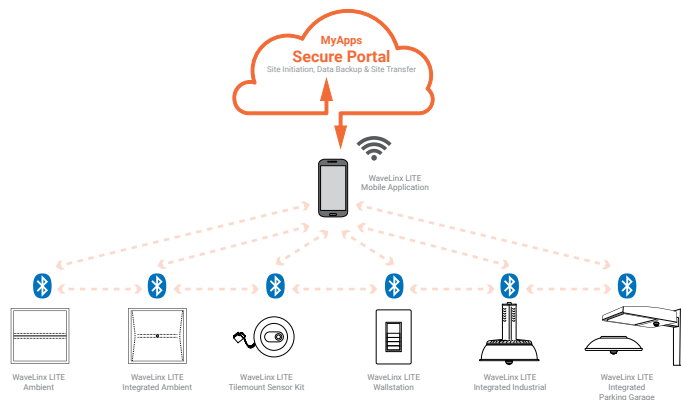 MyApps
Secure Portal
Site Initiation, Data Backup & Site Transfer
WaveLinx LITE
Mobile Application
WaveLinx LITE
Ambient
WaveLinx LITE
Integrated Ambient
WaveLinx LITE
Tilemount Sensor Kit
WaveLinx LITE
Wallstation
WaveLinx LITE
Integrated Industrial
WaveLinx LITE
Integrated
Parking Garage